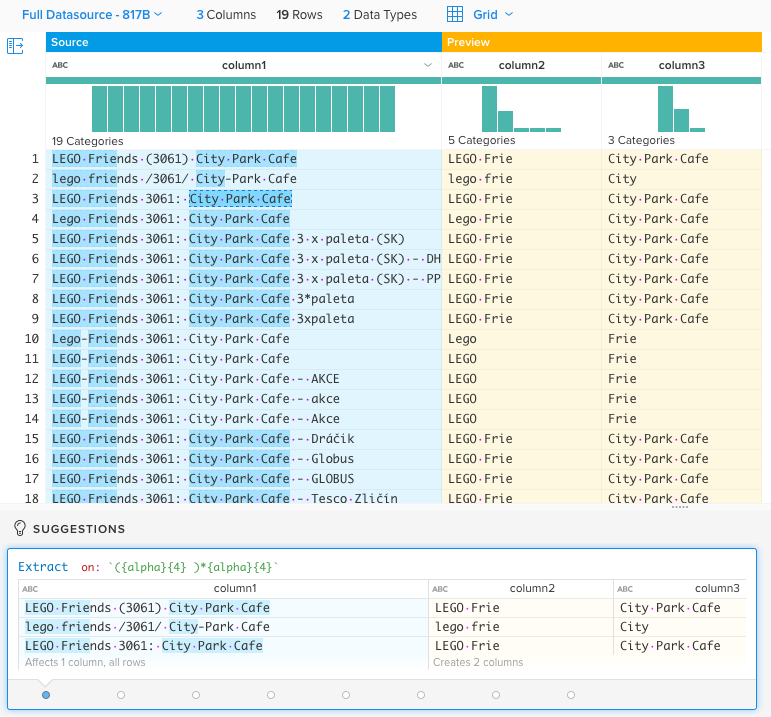 Full Datasource - 817B 3 Columns 19 Rows 2 Data Types Grid
Source Preview
ABC column1 ABC column2 ABC column3
19 Categories 5 Categories 3 Categories
1 LEGO·Friends·(3061)·City·Park·Cafe LEGO·Frie City·Park·Cafe
2 lego·friends·/3061/·City-Park·Cafe lego·frie City
3 LEGO·Friends·3061:·City·Park·Cafe LEGO·Frie City·Park·Cafe
4 Lego·Friends·3061:·City·Park·Cafe Lego·Frie City·Park·Cafe
5 LEGO·Friends·3061:·City·Park·Cafe·3·x·paleta·(SK) LEGO·Frie City·Park·Cafe
6 LEGO·Friends·3061:·City·Park·Cafe·3·x·paleta·(SK)·-·DH LEGO·Frie City·Park·Cafe
7 LEGO·Friends·3061:·City·Park·Cafe·3·x·paleta·(SK)·-·PP LEGO·Frie City·Park·Cafe
8 LEGO·Friends·3061:·City·Park·Cafe·3*paleta LEGO·Frie City·Park·Cafe
9 LEGO·Friends·3061:·City·Park·Cafe·3xpaleta LEGO·Frie City·Park·Cafe
10 Lego-Friends·3061:·City·Park·Cafe Lego Frie
11 LEGO-Friends·3061:·City·Park·Cafe LEGO Frie
12 LEGO-Friends·3061:·City·Park·Cafe·-·AKCE LEGO Frie
13 LEGO-Friends·3061:·City·Park·Cafe·-·akce LEGO Frie
14 LEGO-Friends·3061:·City·Park·Cafe·-·Akce LEGO Frie
15 LEGO·Friends·3061:·City·Park·Cafe·-·Dráčik LEGO·Frie City·Park·Cafe
16 LEGO·Friends·3061:·City·Park·Cafe·-·Globus LEGO·Frie City·Park·Cafe
17 LEGO·Friends·3061:·City·Park·Cafe·-·GLOBUS LEGO·Frie City·Park·Cafe
18 LEGO·Friends·3061:·City·Park·Cafe·-·Tesco·Zličín LEGO·Frie City·Park·Cafe
SUGGESTIONS
Extract on: `({alpha}{4} )*{alpha}{4}`
ABC column1 ABC column2 ABC column3
LEGO·Friends·(3061)·City·Park·Cafe LEGO·Frie City·Park·Cafe
lego·friends·/3061/·City-Park·Cafe lego·frie City
LEGO·Friends·3061:·City·Park·Cafe LEGO·Frie City·Park·Cafe
Affects 1 column, all rows Creates 2 columns